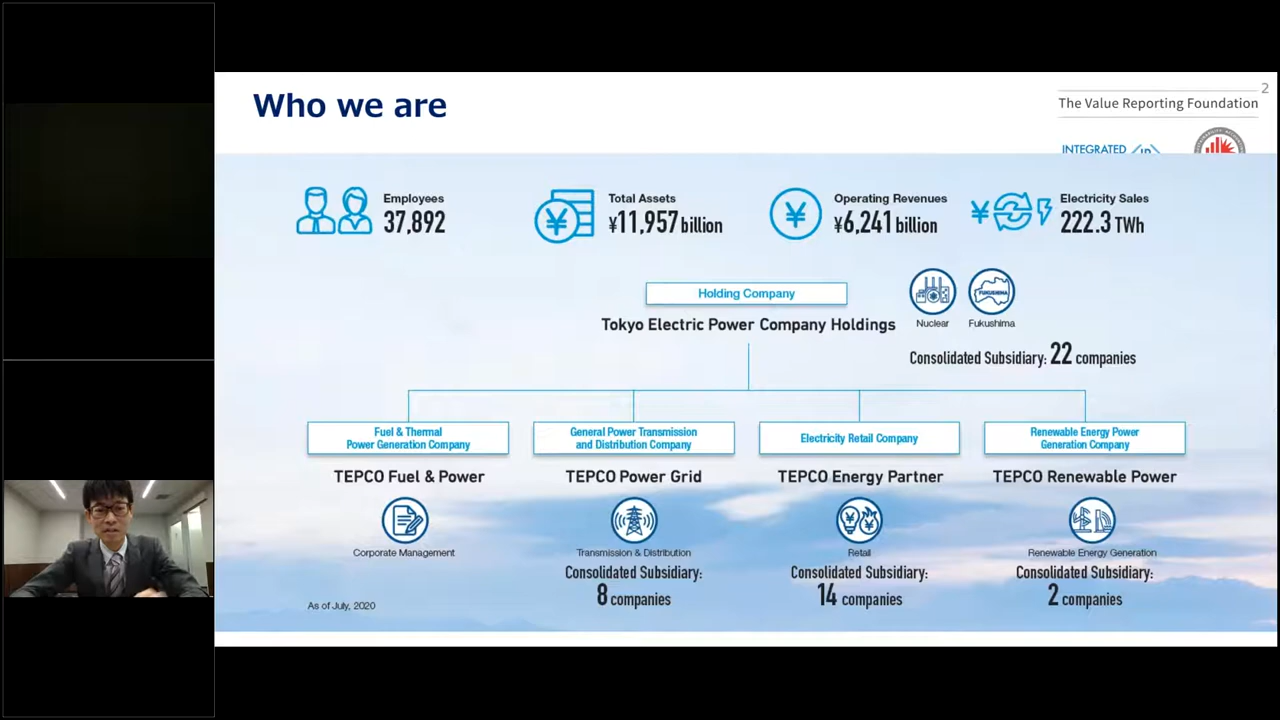 Who we are
2
The Value Reporting Foundation
INTEGRATED
Employees
37,892
Total Assets
¥11,957 billion
Operating Revenues
¥6,241 billion
Electricity Sales
222.3 TWh
Holding Company
Tokyo Electric Power Company Holdings
Nuclear
FUKUSHIMA
Fukushima
Consolidated Subsidiary: 22 companies
Fuel & Thermal
Power Generation Company
TEPCO Fuel & Power
Corporate Management
General Power Transmission
and Distribution Company
TEPCO Power Grid
Transmission & Distribution
Consolidated Subsidiary:
8 companies
Electricity Retail Company
TEPCO Energy Partner
Retail
Consolidated Subsidiary:
14 companies
Renewable Energy Power
Generation Company
TEPCO Renewable Power
Renewable Energy Generation
Consolidated Subsidiary:
2 companies
As of July, 2020